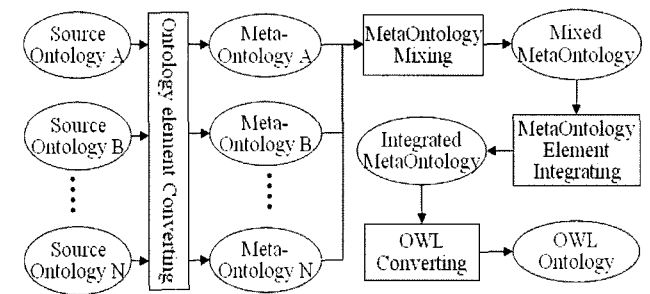 Source
Ontology A
Ontology element Converting
Meta-
Ontology A
MetaOntology
Mixing
Mixed
MetaOntology
Source
Ontology B
Meta-
Ontology B
Integrated
MetaOntology
MetaOntology
Element
Integrating
Source
Ontology N
Meta-
Ontology N
OWL
Converting
OWL
Ontology